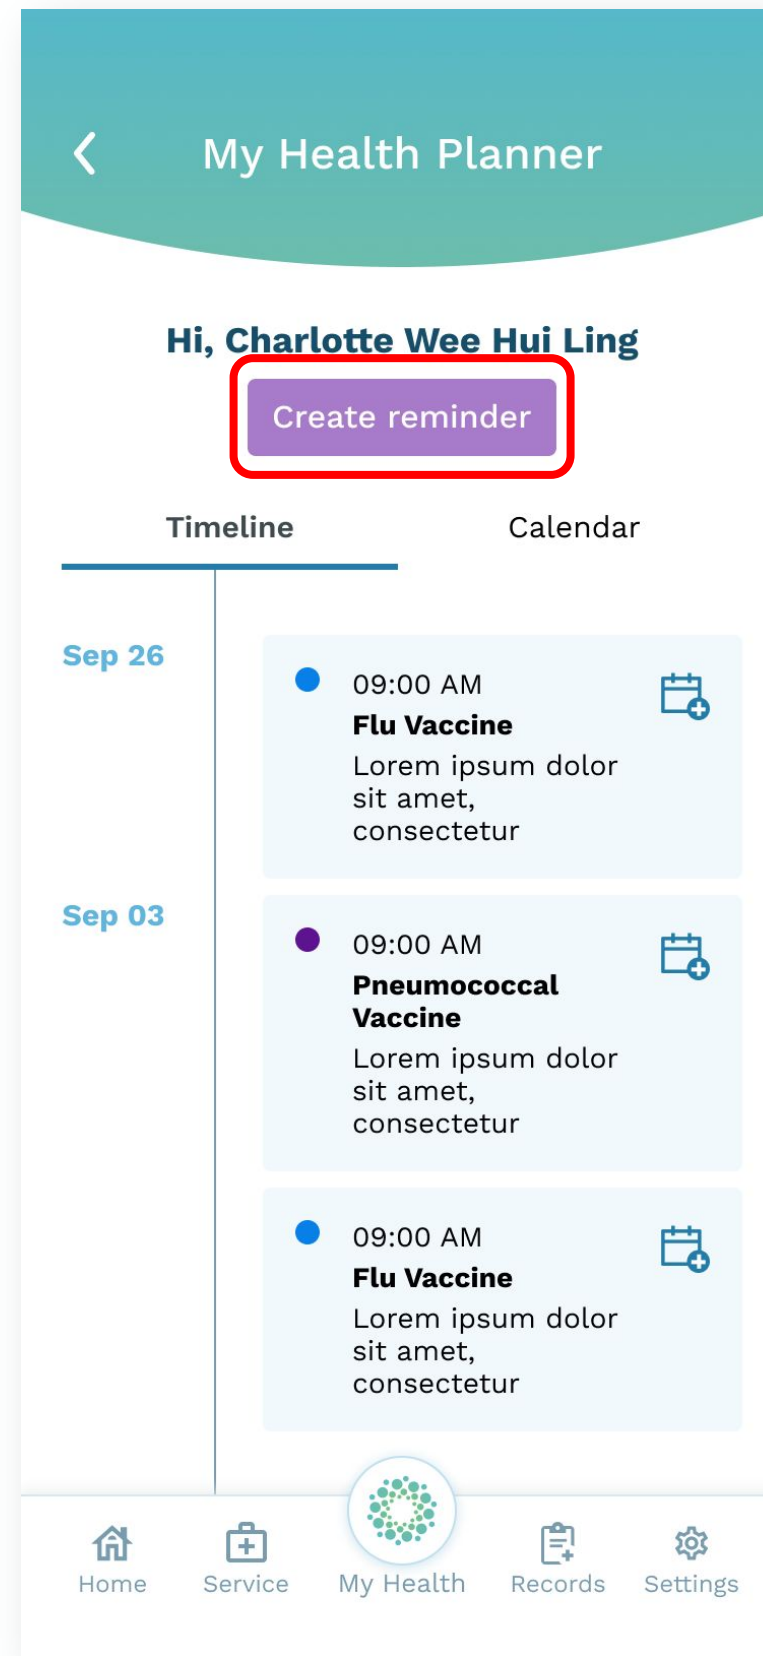 My Health Planner
Hi, Charlotte Wee Hui Ling
Create reminder
Timeline
Calendar
Sep 26
09:00 AM
Flu Vaccine
Lorem ipsum dolor
sit amet,
consectetur
Sep 03
09:00 AM
Pneumococcal
Vaccine
Lorem ipsum dolor
sit amet,
consectetur
09:00 AM
Flu Vaccine
Lorem ipsum dolor
sit amet,
consectetur
Home
Service
My Health
Records
Settings